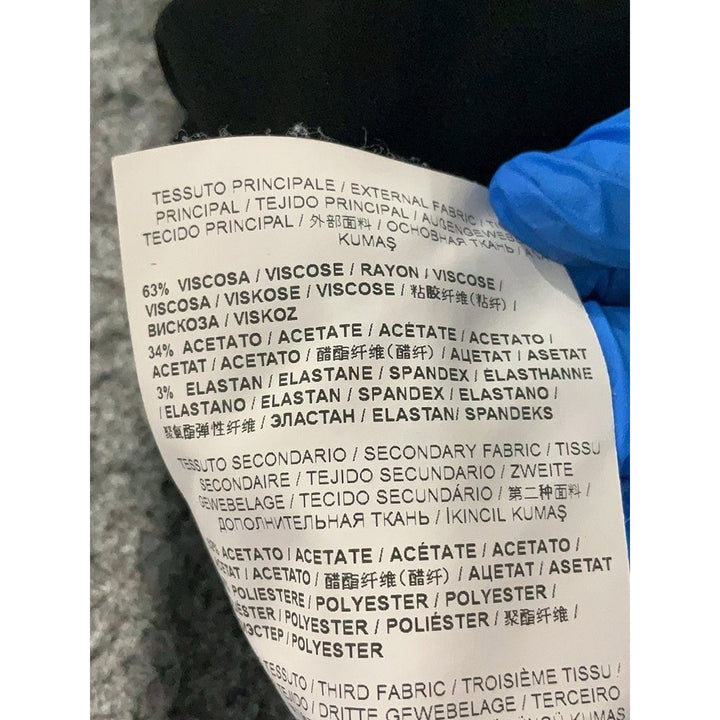 TESSUTO PRINCIPALE / EXTERNAL FABRIC /
PRINCIPAL / TEJIDO PRINCIPAL / AUßENGEWEBE
TECIDO PRINCIPAL / 外部面料 / ОСНОВНАЯ ТКАНЬ /
KUMAŞ
63% VISCOSA / VISCOSE / RAYON / VISCOSE /
VISCOSA / VISKOSE / VISCOSE / 粘胶纤维(粘纤) /
ВИСКОЗА / VISKOZ
34% ACETATO / ACETATE / ACÉTATE / ACETATO /
ACETAT / ACETATO / 醋酯纤维(醋纤) / АЦЕТАТ / ASETAT
3% ELASTAN / ELASTANE / SPANDEX / ÉLASTHANNE
/ ELASTANO / ELASTAN / SPANDEX / ELASTANO /
聚氨酯弹性纤维 / ЭЛАСТАН / ELASTAN/ SPANDEKS
TESSUTO SECONDARIO / SECONDARY FABRIC / TISSU
SECONDAIRE / TEJIDO SECUNDARIO / ZWEITE
GEWEBELAGE / TECIDO SECUNDÁRIO / 第二种面料 /
ДОПОЛНИТЕЛЬНАЯ ТКАНЬ / İKINCIL KUMAŞ
ACETATO / ACETATE / ACÉTATE / ACETATO /
/ ACETATO / 醋酯纤维(醋纤) / АЦЕТАТ / ASETAT
POLIESTERE / POLYESTER / POLYESTER /
/ POLYESTER / POLIÉSTER / 聚酯纤维 /
/ POLYESTER
TESSUTO / THIRD FABRIC / TROISIÈME TISSU /
TEJIDO / DRITTE GEWEBELAGE / TERCEIRO
KUMAŞ